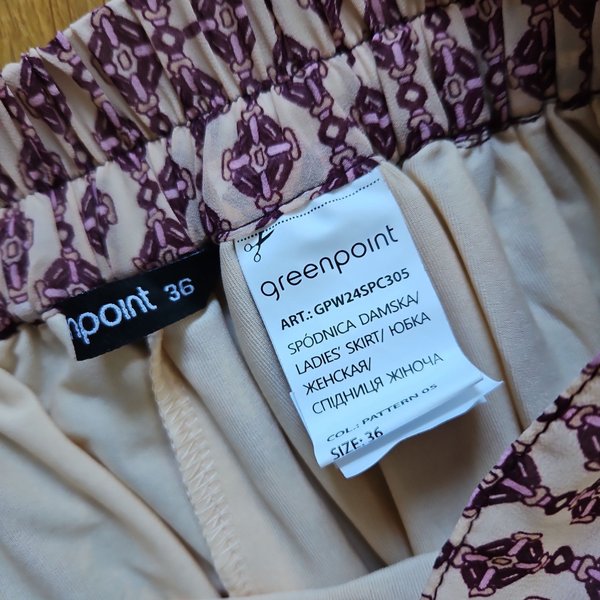 npoint 36
greenpoint
ART.: GPW24SPC305
SPÓDNICA DAMSKA/
LADIES' SKIRT/ ЮБКА
ЖЕНСКАЯ/
СПІДНИЦЯ ЖІНОЧА
COL.: PATTERN 05
SIZE: 36